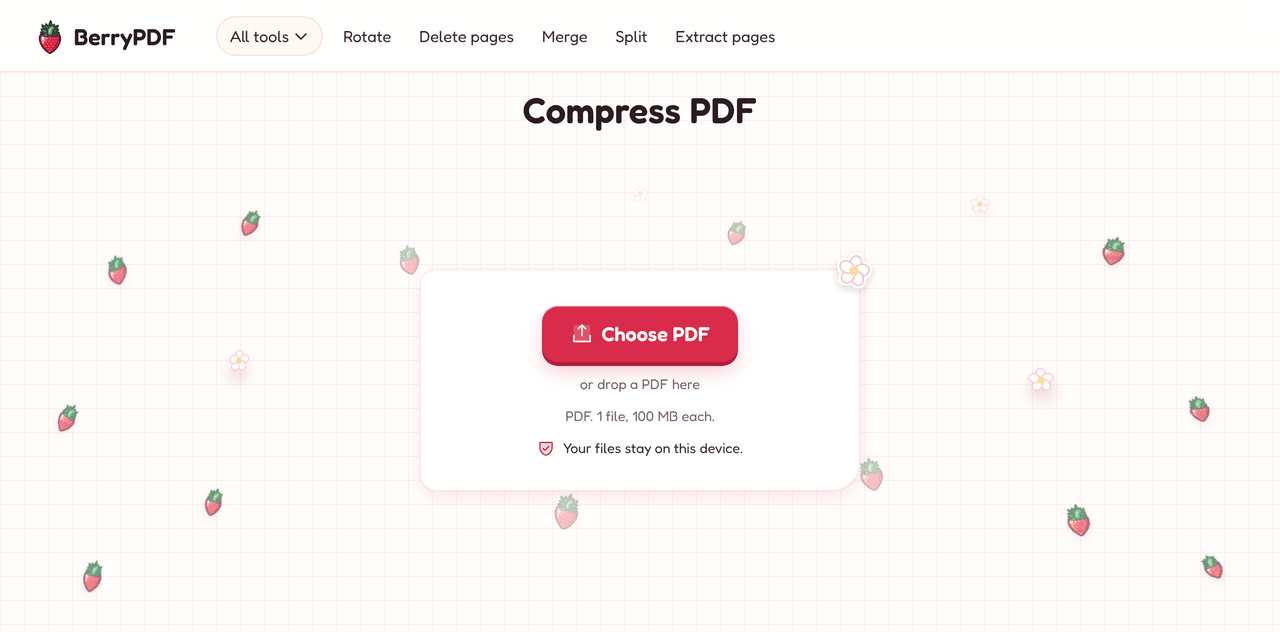 BerryPDF
All tools
Rotate
Delete pages
Merge
Split
Extract pages
Compress PDF
Choose PDF
or drop a PDF here
PDF. 1 file, 100 MB each.
Your files stay on this device.